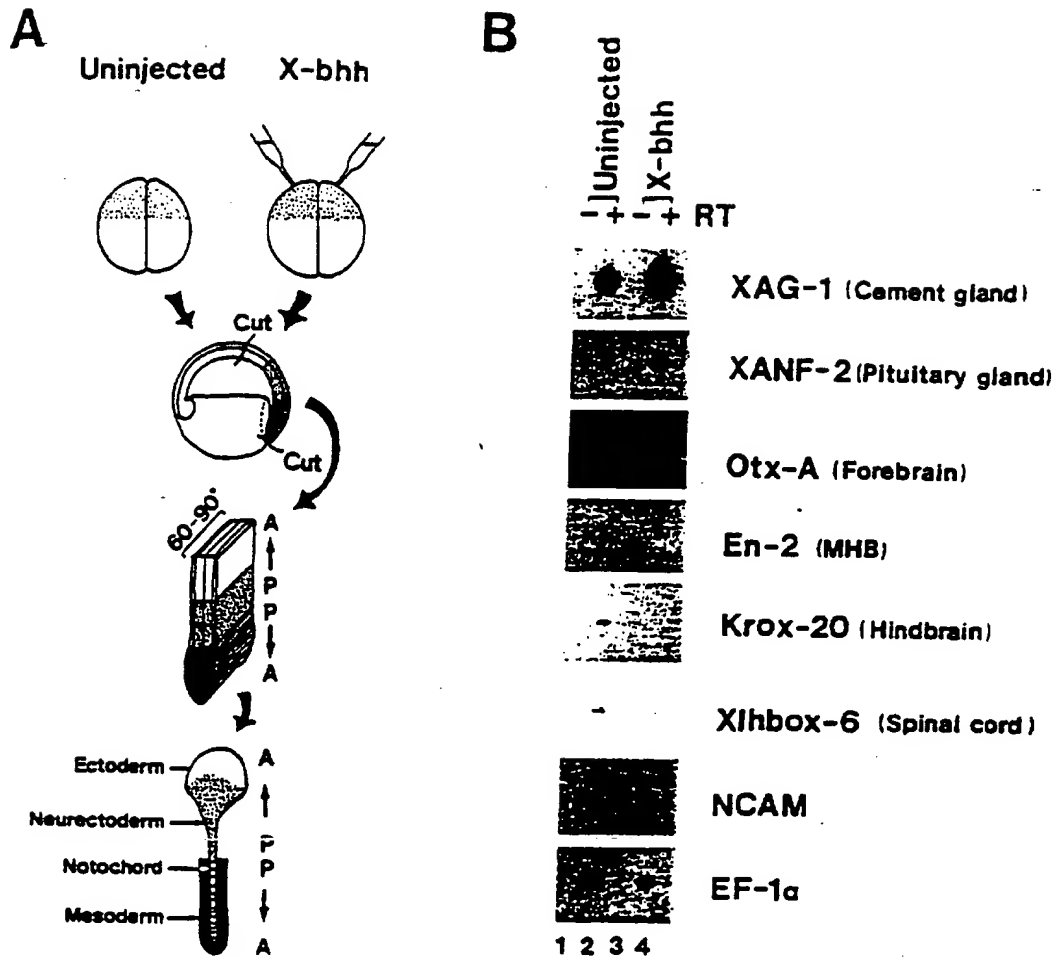 A
Uninjected X-bhh
Cut
Cut
60-90°
A
P
P
A
Ectoderm
A
Neurectoderm
P
Notochord
P
Mesoderm
A
B
Uninjected
X-bhh
- + - + RT
XAG-1 (Cement gland)
XANF-2 (Pituitary gland)
Otx-A (Forebrain)
En-2 (MHB)
Krox-20 (Hindbrain)
Xlhbox-6 (Spinal cord)
NCAM
EF-1α
1 2 3 4